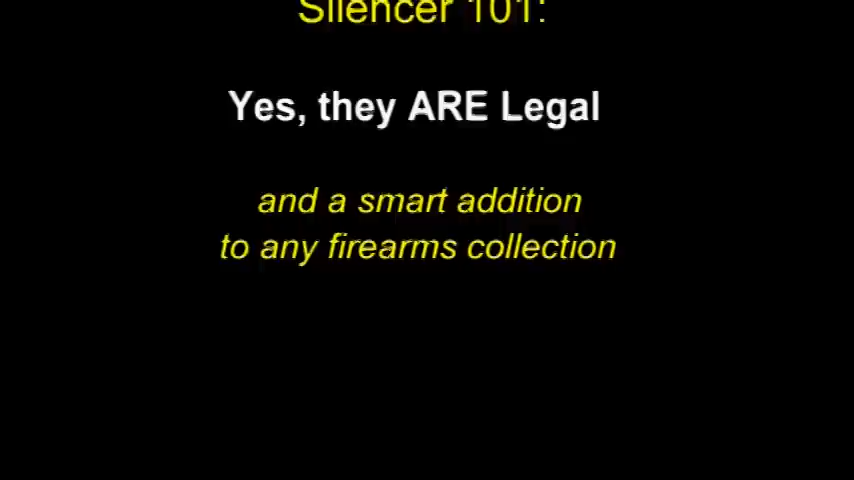 Silencer 101:
Yes, they ARE Legal
and a smart addition
to any firearms collection